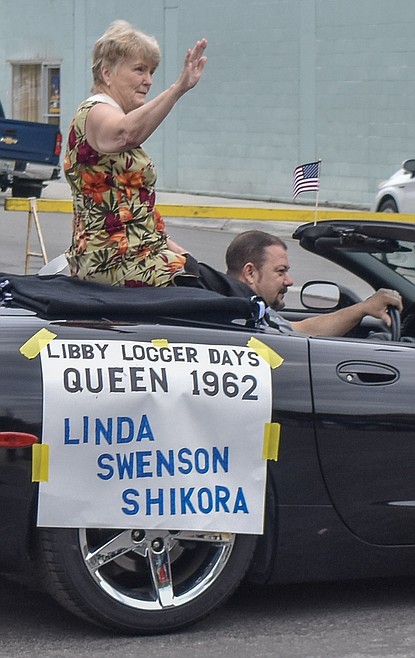 LIBBY LOGGER DAYS
QUEEN 1962
LINDA
SWENSON
SHIKORA